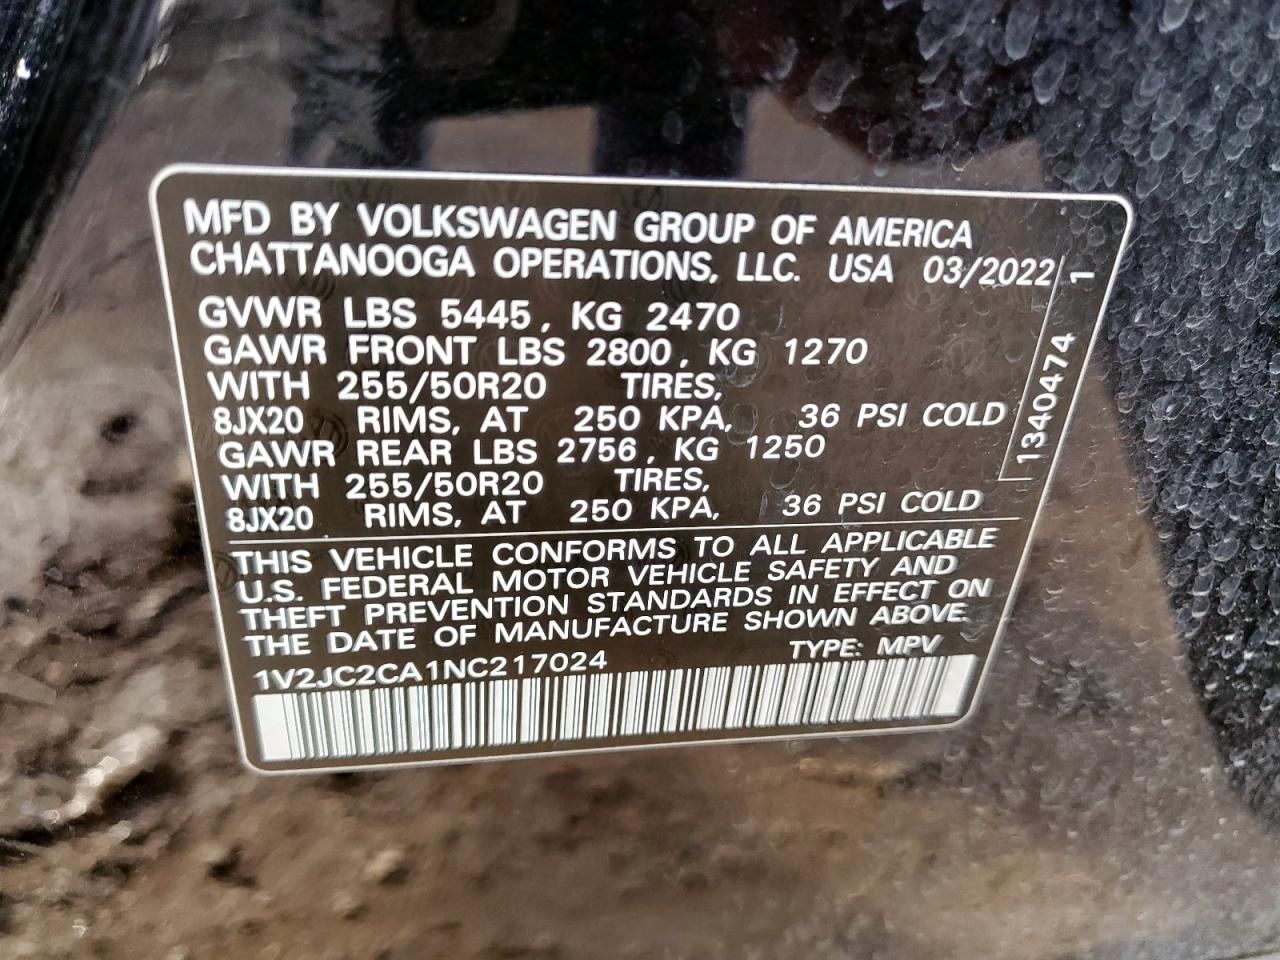 MFD BY VOLKSWAGEN GROUP OF AMERICA
CHATTANOOGA OPERATIONS, LLC. USA 03/2022
GVWR LBS 5445, KG 2470
GAWR FRONT LBS 2800, KG 1270
WITH 255/50R20 TIRES,
8JX20 RIMS, AT 250 KPA, 36 PSI COLD
GAWR REAR LBS 2756, KG 1250
WITH 255/50R20 TIRES,
8JX20 RIMS, AT 250 KPA, 36 PSI COLD
1340474 1
THIS VEHICLE CONFORMS TO ALL APPLICABLE
U.S. FEDERAL MOTOR VEHICLE SAFETY AND
THEFT PREVENTION STANDARDS IN EFFECT ON
THE DATE OF MANUFACTURE SHOWN ABOVE.
1V2JC2CA1NC217024 TYPE: MPV